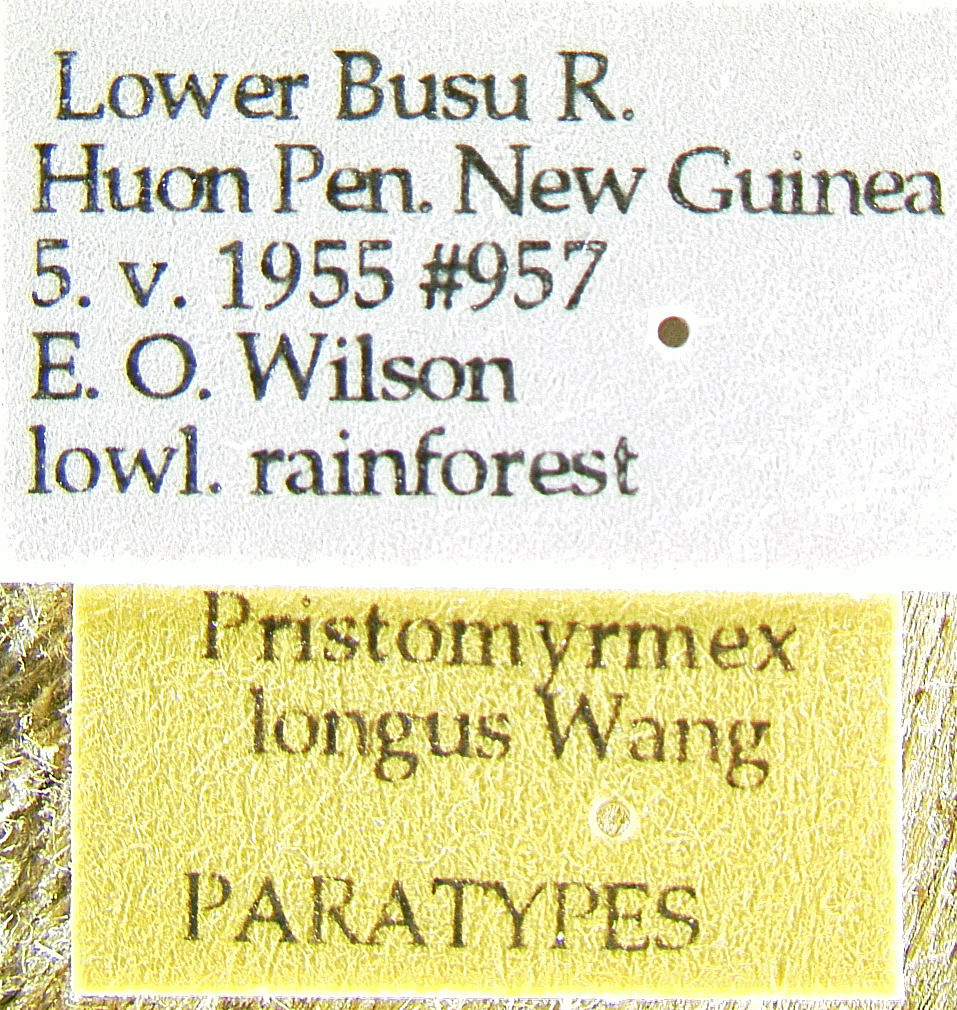 Lower Busu R.
Huon Pen. New Guinea
5. v. 1955 #957
E. O. Wilson
lowl. rainforest
Pristomyrmex
longus Wang
PARATYPES